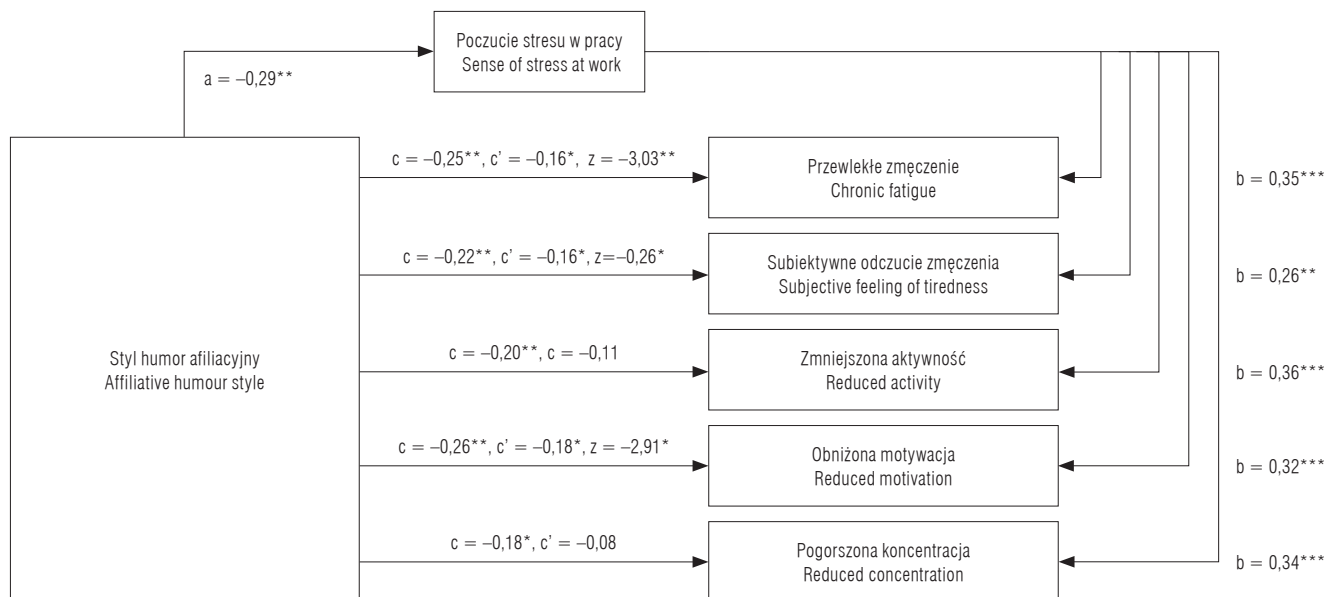 Poczucie stresu w pracy
Sense of stress at work
a = –0,29**
Styl humor afiliacyjny
Affiliative humour style
c = –0,25**, c’ = –0,16*, z = –3,03**
Przewlekłe zmęczenie
Chronic fatigue
b = 0,35***
c = –0,22**, c’ = –0,16*, z=–0,26*
Subiektywne odczucie zmęczenia
Subjective feeling of tiredness
b = 0,26**
c = –0,20**, c = –0,11
Zmniejszona aktywność
Reduced activity
b = 0,36***
c = –0,26**, c’ = –0,18*, z = –2,91*
Obniżona motywacja
Reduced motivation
b = 0,32***
c = –0,18*, c’ = –0,08
Pogorszona koncentracja
Reduced concentration
b = 0,34***